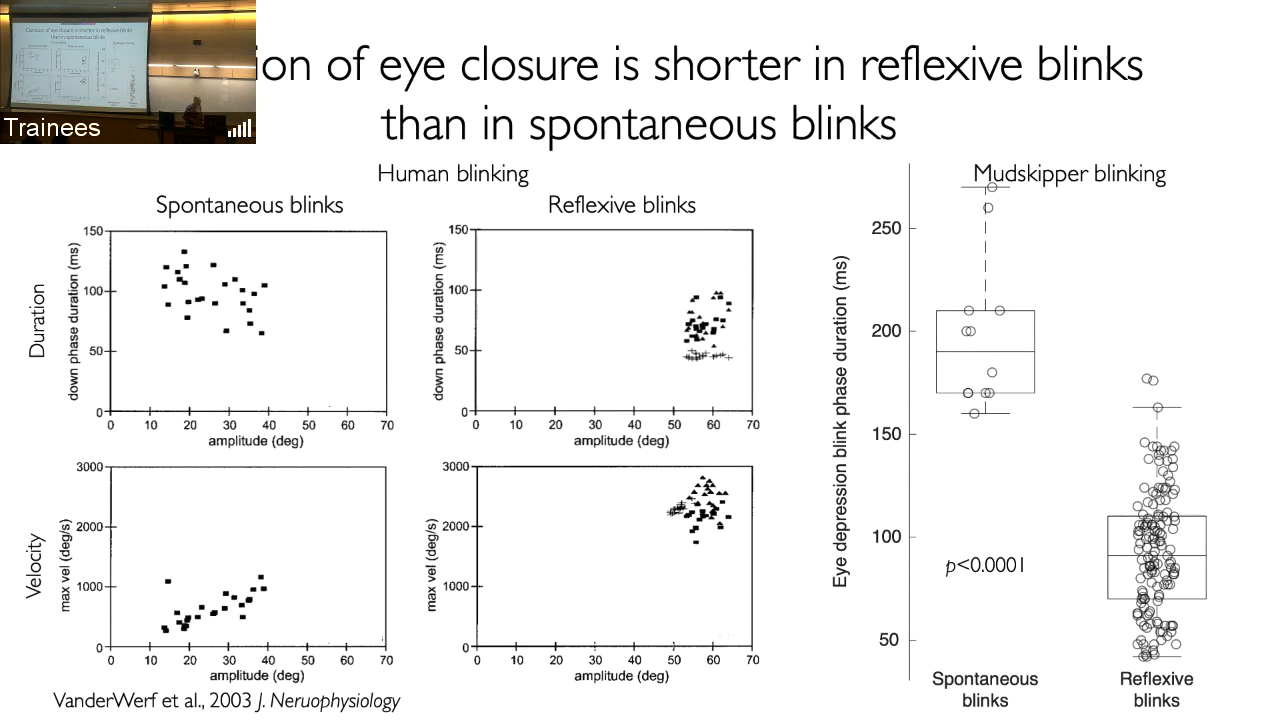 ion of eye closure is shorter in reflexive blinks
than in spontaneous blinks
Trainees
Human blinking
Mudskipper blinking
Spontaneous blinks
Reflexive blinks
Duration
down phase duration (ms)
150
100
50
0
0 10 20 30 40 50 60 70
amplitude (deg)
down phase duration (ms)
150
100
50
0
0 10 20 30 40 50 60 70
amplitude (deg)
Velocity
max vel (deg/s)
3000
2000
1000
0
0 10 20 30 40 50 60 70
amplitude (deg)
max vel (deg/s)
3000
2000
1000
0
0 10 20 30 40 50 60 70
amplitude (deg)
Eye depression blink phase duration (ms)
250
200
150
100
50
p<0.0001
Spontaneous
blinks
Reflexive
blinks
VanderWerf et al., 2003 J. Neruophysiology